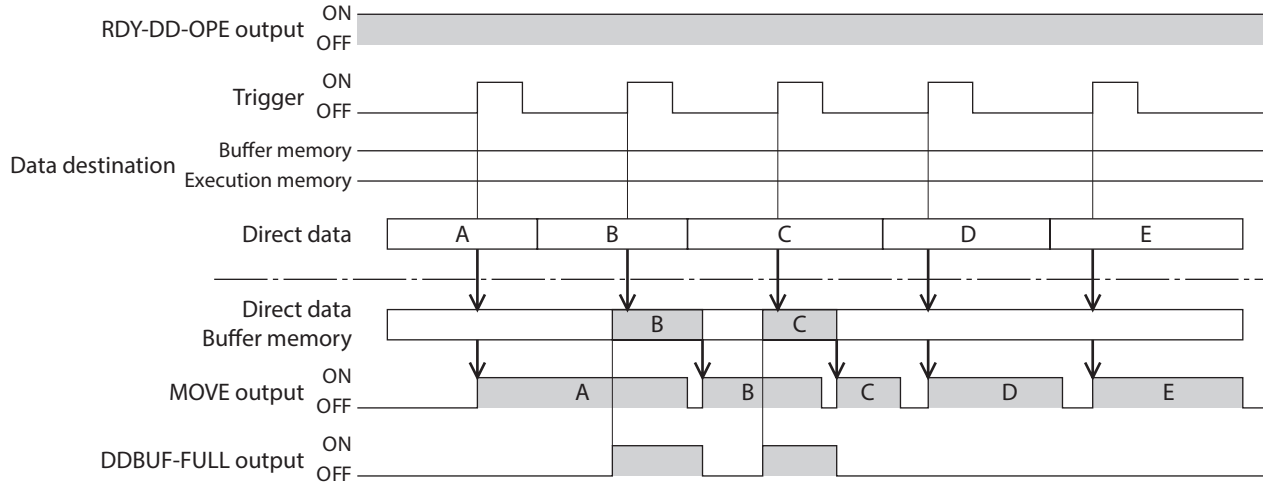 ON
RDY-DD-OPE output
OFF
ON
Trigger
OFF
Buffer memory
Data destination
Execution memory
Direct data A B C D E
Direct data
Buffer memory
B C
ON
MOVE output A B C D E
OFF
ON
DDBUF-FULL output
OFF